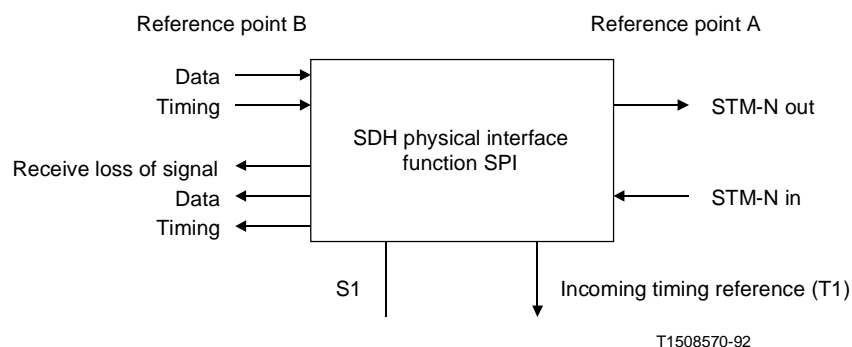 Reference point B
Reference point A
Data
Timing
STM-N out
SDH physical interface
function SPI
Receive loss of signal
Data
STM-N in
Timing
S1
Incoming timing reference (T1)
T1508570-92